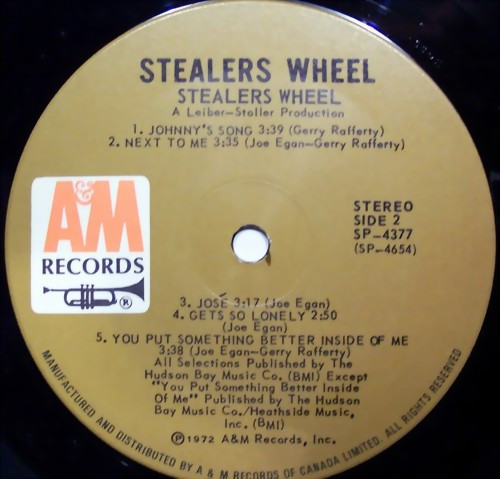 STEALERS WHEEL
STEALERS WHEEL
A Leiber-Stoller Production
1. JOHNNY'S SONG 3:39 (Gerry Rafferty)
2. NEXT TO ME 3:35 (Joe Egan-Gerry Rafferty)
A&M
RECORDS
®
STEREO
SIDE 2
SP-4377
(SP-4654)
3. JOSÉ 3:17 (Joe Egan)
4. GETS SO LONELY 2:50
(Joe Egan)
5. YOU PUT SOMETHING BETTER INSIDE OF ME
3:38 (Joe Egan-Gerry Rafferty)
All Selections Published by The
Hudson Bay Music Co. (BMI) Except
"You Put Something Better Inside
Of Me" Published by The Hudson
Bay Music Co./Heathside Music,
Inc. (BMI)
℗ 1972 A&M Records, Inc.
MANUFACTURED AND DISTRIBUTED BY A & M RECORDS OF CANADA LIMITED. ALL RIGHTS RESERVED